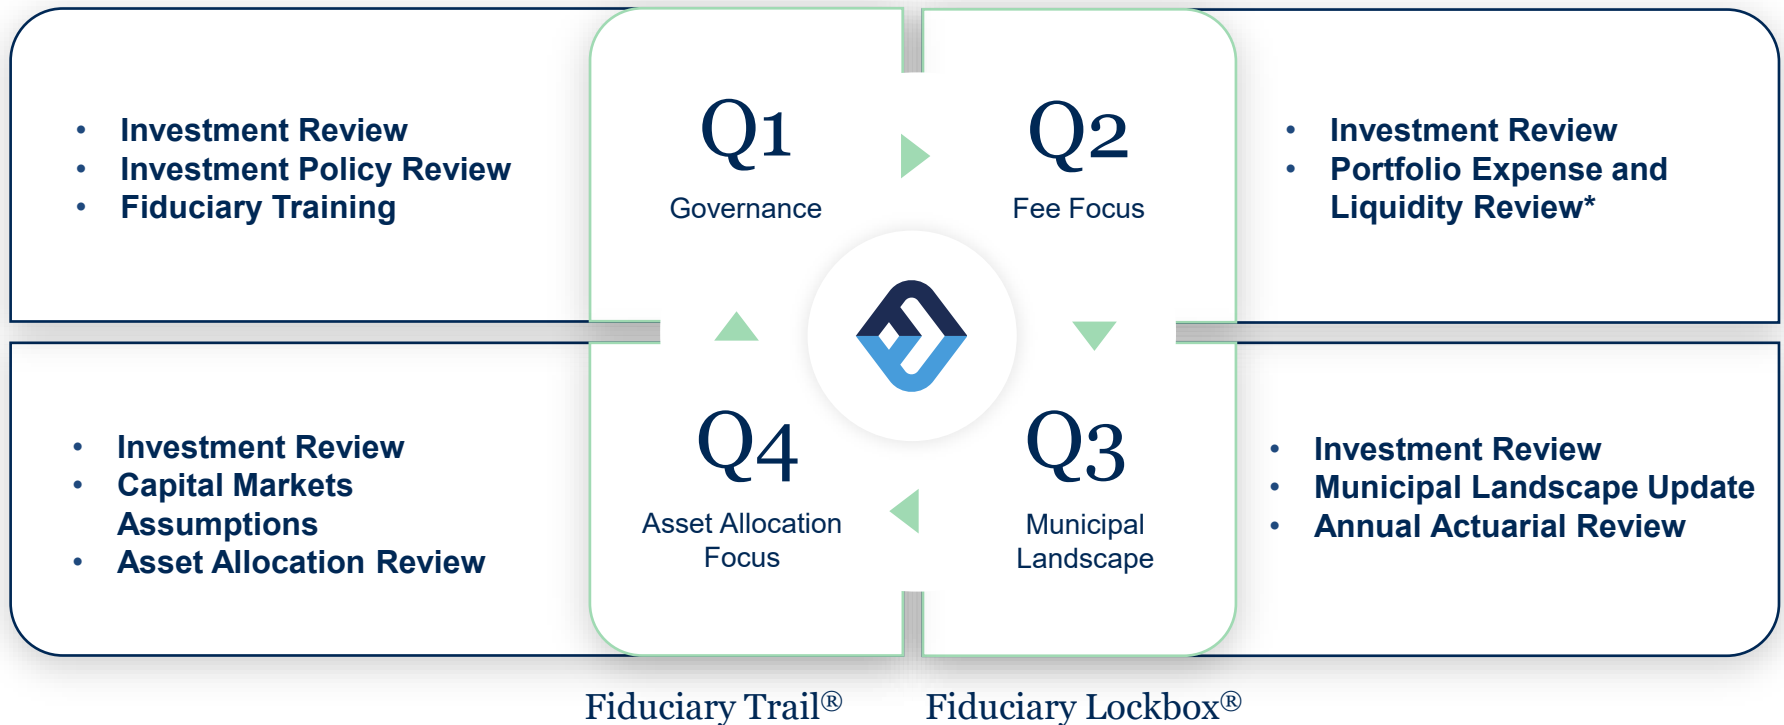 • Investment Review
• Investment Policy Review
• Fiduciary Training
Q1
Governance
Q2
Fee Focus
• Investment Review
• Portfolio Expense and
Liquidity Review*
• Investment Review
• Capital Markets
Assumptions
• Asset Allocation Review
Q4
Asset Allocation
Focus
Q3
Municipal
Landscape
• Investment Review
• Municipal Landscape Update
• Annual Actuarial Review
Fiduciary Trail®
Fiduciary Lockbox®